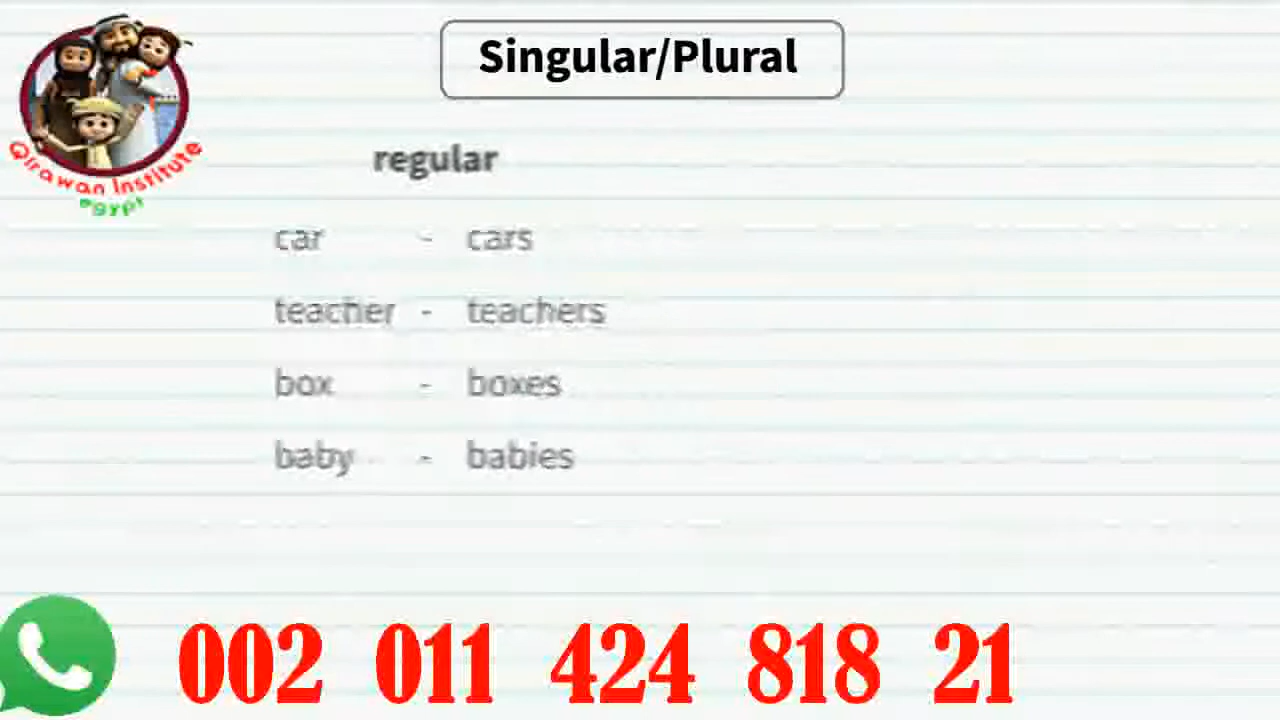 Singular/Plural
Qirawan Institute
egypt
regular
car - cars
teacher - teachers
box - boxes
baby - babies
002 011 424 818 21